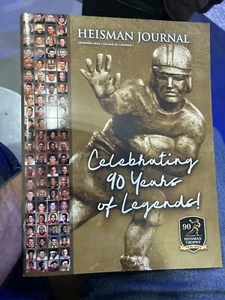 HEISMAN JOURNAL
Celebrating
90 Years
of Legends!
90
HEISMAN
TROPHY